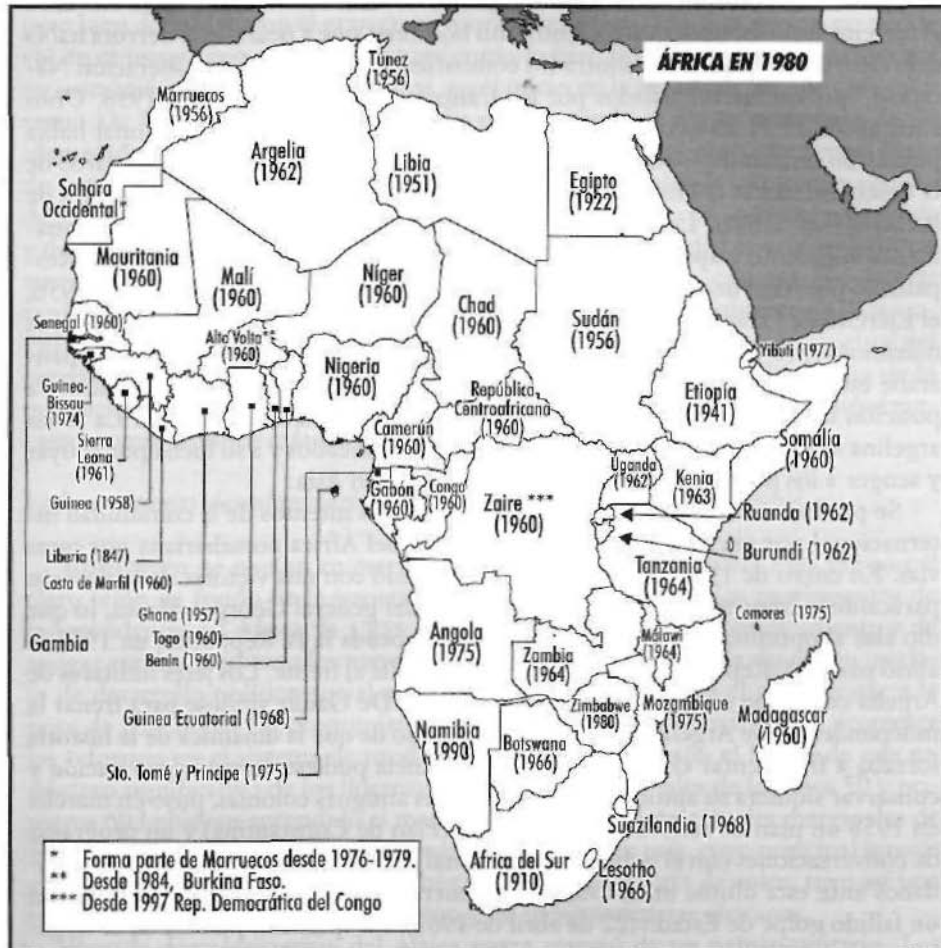 ÁFRICA EN 1980
Túnez
(1956)
Marruecos
(1956)
Argelia
(1962)
Libia
(1951)
Egipto
(1922)
Sahara
Occidental*
Mauritania
(1960)
Malí
(1960)
Níger
(1960)
Chad
(1960)
Sudán
(1956)
Senegal (1960)
Alto Volta**
(1960)
Nigeria
(1960)
Yibuti (1977)
Guinea-
Bissau
(1974)
República
Centroafricana
(1960)
Etiopía
(1941)
Camerún
(1960)
Somália
(1960)
Sierra
Leona
(1961)
Uganda
(1962)
Kenia
(1963)
Gabón
(1960)
Congo
(1960)
Zaire ***
(1960)
Guinea (1958)
Ruanda (1962)
Burundi (1962)
Liberia (1847)
Tanzania
(1964)
Costa de Marfil (1960)
Ghana (1957)
Comores (1975)
Togo (1960)
Gambia
Benin (1960)
Angola
(1975)
Zambia
(1964)
Malawi
(1964)
Guinea Ecuatorial (1968)
Zimbabwe
(1980)
Mozambique
(1975)
Madagascar
(1960)
Namibia
(1990)
Botswana
(1966)
Sto. Tomé y Principe (1975)
Suazilandia (1968)
Africa del Sur
(1910)
Lesotho
(1966)
* Forma parte de Marruecos desde 1976-1979.
** Desde 1984, Burkina Faso.
*** Desde 1997 Rep. Democrática del Congo